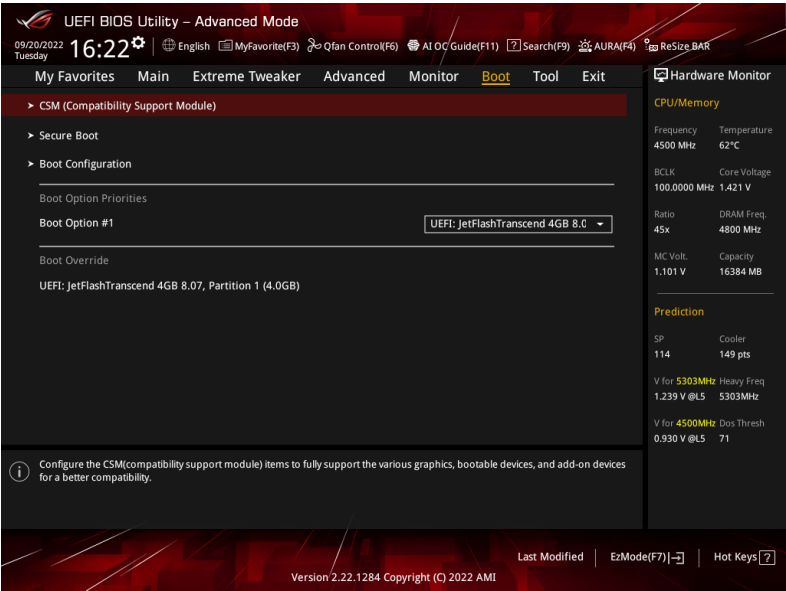 UEFI BIOS Utility – Advanced Mode
09/20/2022 Tuesday 16:22 English MyFavorite(F3) Qfan Control(F6) AI OC Guide(F11) ? Search(F9) AURA(F4) ReSize BAR
My Favorites Main Extreme Tweaker Advanced Monitor Boot Tool Exit
> CSM (Compatibility Support Module)
> Secure Boot
> Boot Configuration
Boot Option Priorities
Boot Option #1 UEFI: JetFlashTranscend 4GB 8.0
Boot Override
UEFI: JetFlashTranscend 4GB 8.07, Partition 1 (4.0GB)
Hardware Monitor
CPU/Memory
Frequency Temperature
4500 MHz 62°C
BCLK Core Voltage
100.0000 MHz 1.421 V
Ratio DRAM Freq.
45x 4800 MHz
MC Volt. Capacity
1.101 V 16384 MB
Prediction
SP Cooler
114 149 pts
V for 5303MHz Heavy Freq
1.239 V @L5 5303MHz
V for 4500MHz Dos Thresh
0.930 V @L5 71
i Configure the CSM(compatibility support module) items to fully support the various graphics, bootable devices, and add-on devices
for a better compatibility.
Last Modified EzMode(F7) Hot Keys ?
Version 2.22.1284 Copyright (C) 2022 AMI